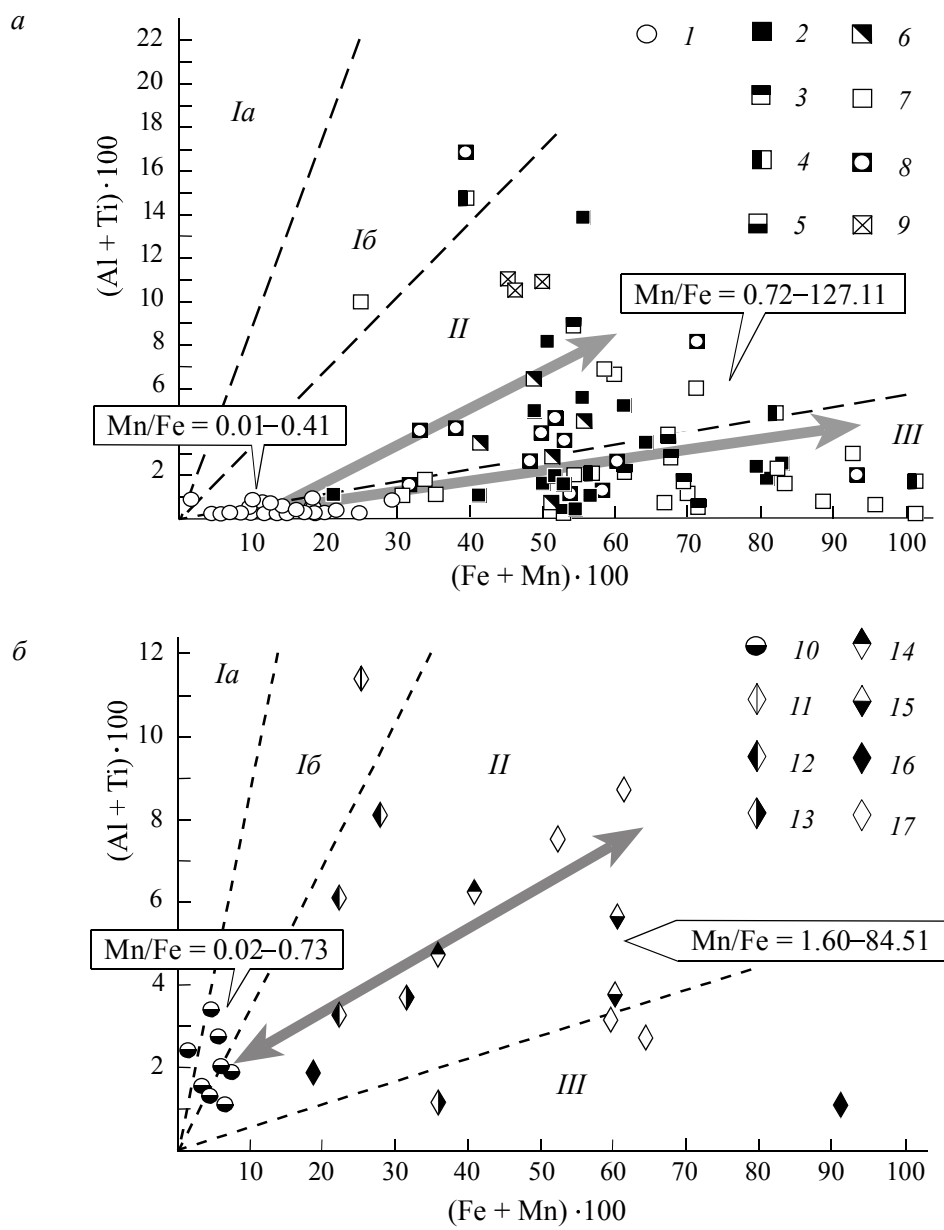 а
22
20
18
16
14
12
10
8
6
4
2
(Al + Ti) · 100
Iа
Iб
II
III
1
2
3
4
5
6
7
8
9
Mn/Fe = 0.72–127.11
Mn/Fe = 0.01–0.41
10 20 30 40 50 60 70 80 90 100
(Fe + Mn) · 100
б
12
10
8
6
4
2
(Al + Ti) · 100
Iа
Iб
II
III
10
11
12
13
14
15
16
17
Mn/Fe = 0.02–0.73
Mn/Fe = 1.60–84.51
10 20 30 40 50 60 70 80 90 100
(Fe + Mn) · 100